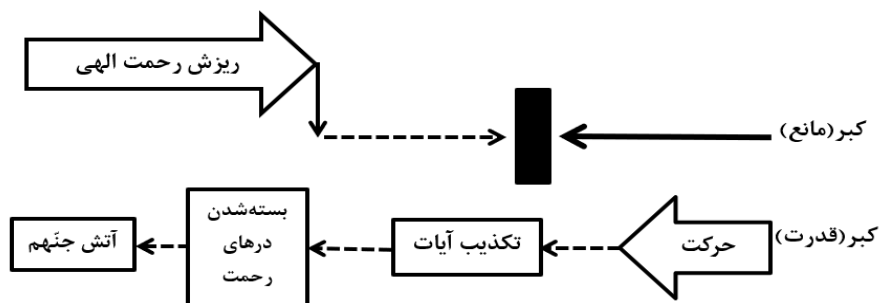 ریزش رحمت الهی
کبر(مانع)
کبر(قدرت)
حرکت
تکذیب آیات
بسته‌شدن
درهای
رحمت
آتش جنّهم